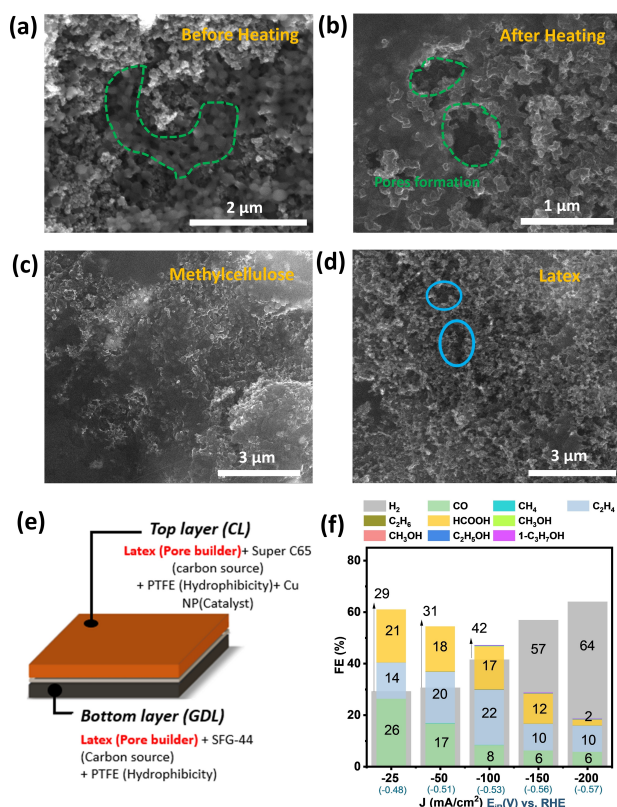 (a)
Before Heating
2 µm
(b)
After Heating
Pores formation
1 µm
(c)
Methylcellulose
3 µm
(d)
Latex
3 µm
(e)
Top layer (CL)
Latex (Pore builder)+ Super C65
(carbon source)
+ PTFE (Hydrophibicity)+ Cu
NP(Catalyst)
Bottom layer (GDL)
Latex (Pore builder) + SFG-44
(Carbon source)
+ PTFE (Hydrophibicity)
(f)
H₂ CO CH₄ C₂H₄
C₂H₆ HCOOH CH₃OH
CH₃OH C₂H₅OH 1-C₃H₇OH
FE (%)
80
60
40
20
0
29
21
14
26
31
18
20
17
42
17
22
8
57
12
10
6
64
2
10
6
-25 -50 -100 -150 -200
(-0.48) (-0.51) (-0.53) (-0.56) (-0.57)
J (mA/cm²) E_iR(V) vs. RHE